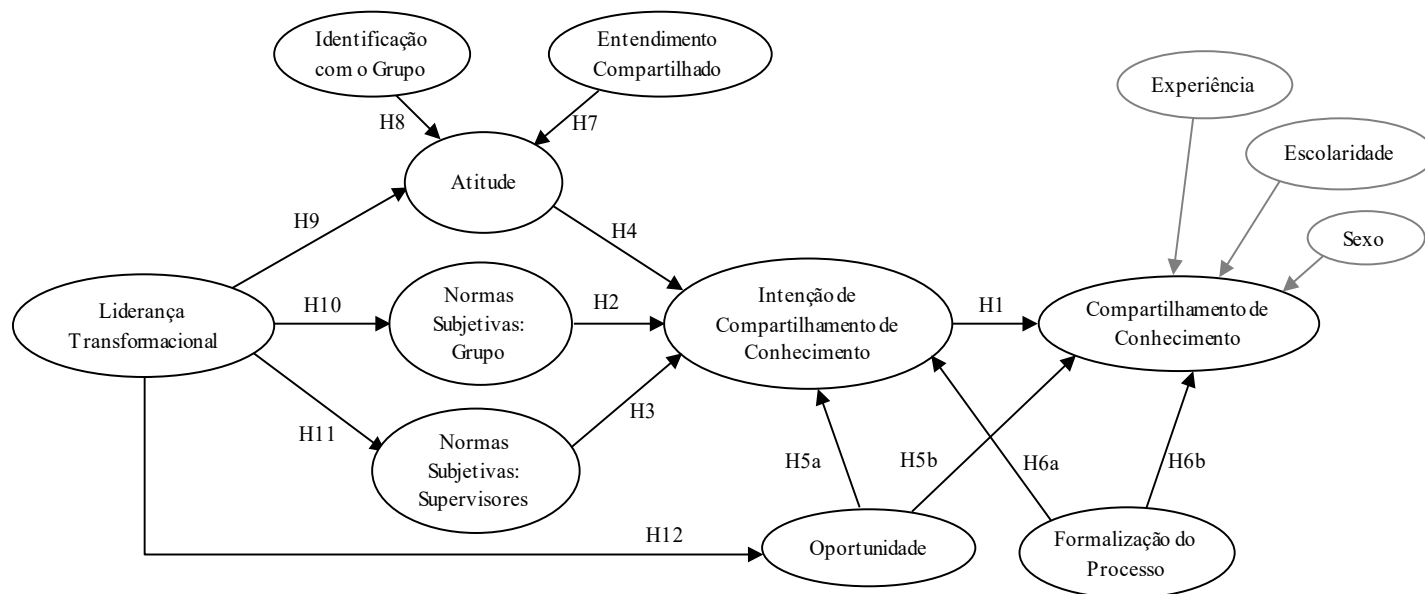 Identificação
com o Grupo
Entendimento
Compartilhado
Experiência
H8
H7
Escolaridade
Atitude
H9
H4
Sexo
Liderança
Transformacional
H10
Normas
Subjetivas:
Grupo
H2
Intenção de
Compartilhamento de
Conhecimento
H1
Compartilhamento de
Conhecimento
H11
Normas
Subjetivas:
Supervisores
H3
H5a
H5b
H6a
H6b
H12
Oportunidade
Formalização do
Processo